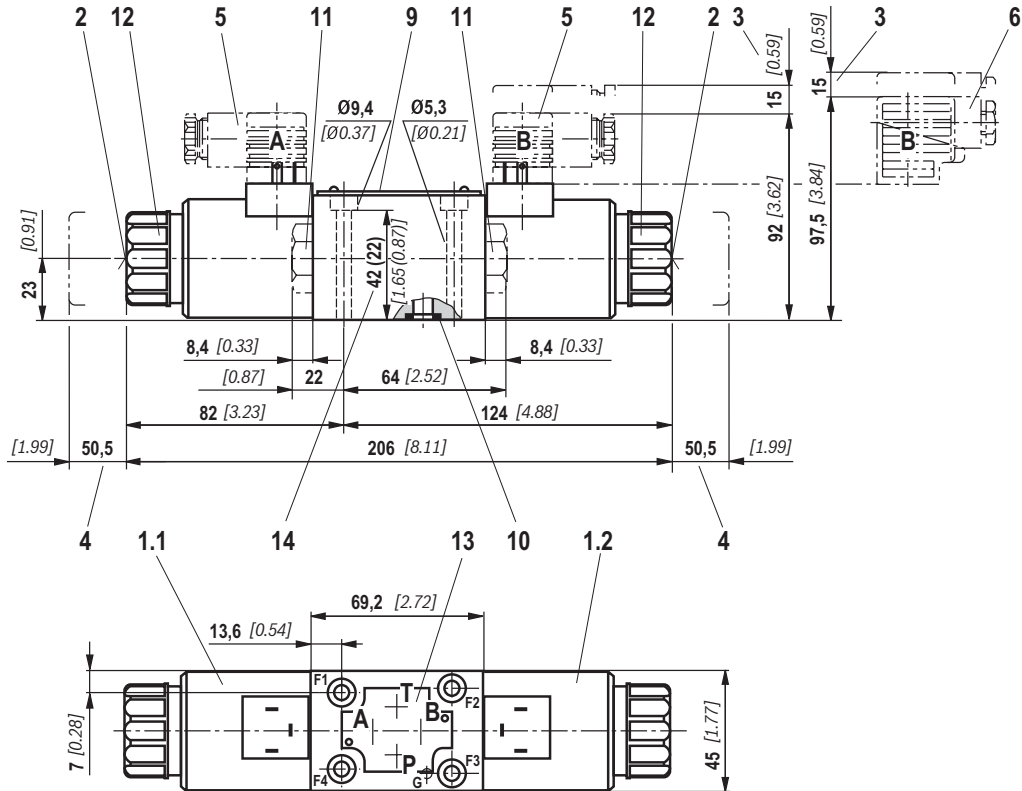 2 12 5 11 9 11 5 12 2 3 3 6
[0.59]
15
[0.59]
15
Ø9,4
[Ø0.37]
Ø5,3
[Ø0.21]
A
B
B
[0.91]
23
42 (22)
[1.65 (0.87)]
92 [3.62]
97,5 [3.84]
8,4 [0.33]
8,4 [0.33]
[0.87] 22
64 [2.52]
82 [3.23]
124 [4.88]
[1.99] 50,5
206 [8.11]
50,5 [1.99]
4 1.1 14 13 10 1.2 4
69,2 [2.72]
13,6 [0.54]
F1
T
F2
A
B
7 [0.28]
45 [1.77]
F4
P
F3
G